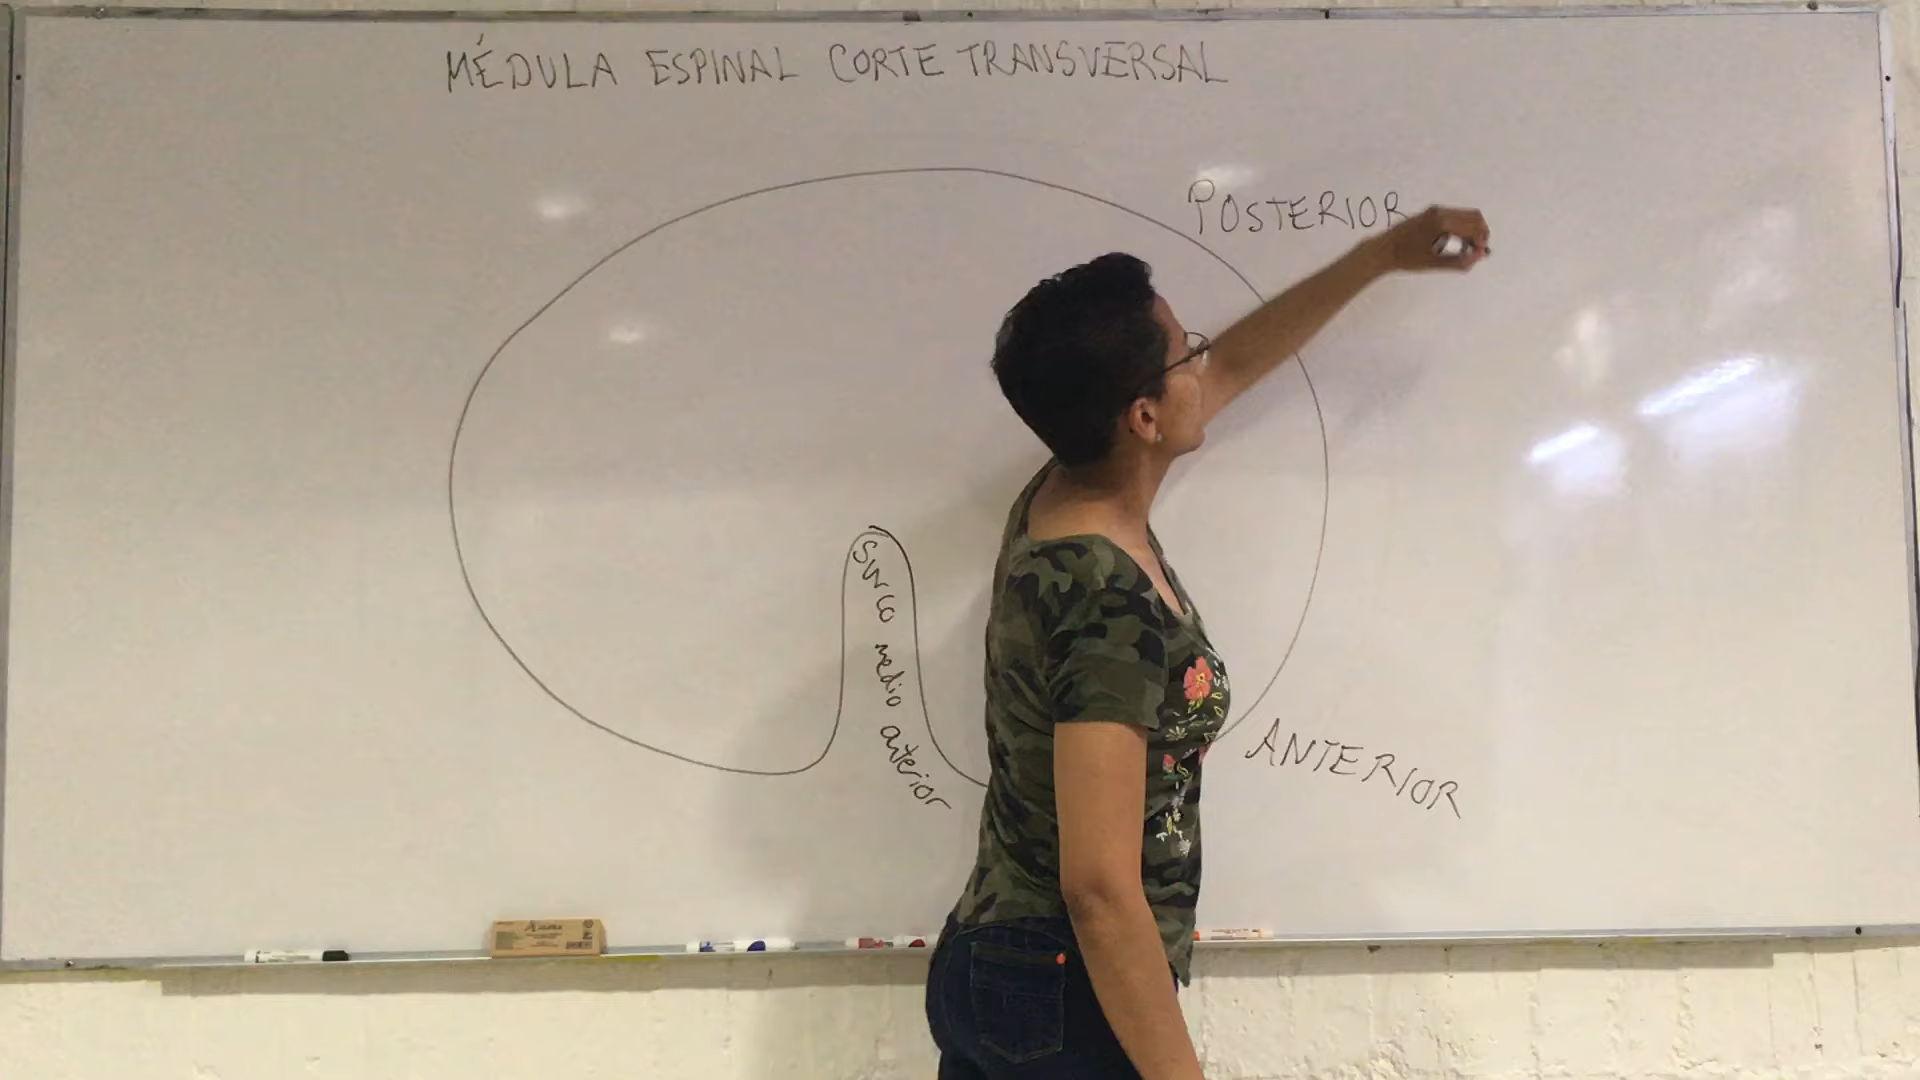 MÉDULA ESPINAL CORTE TRANSVERSAL
POSTERIOR
Surco medio anterior
ANTERIOR